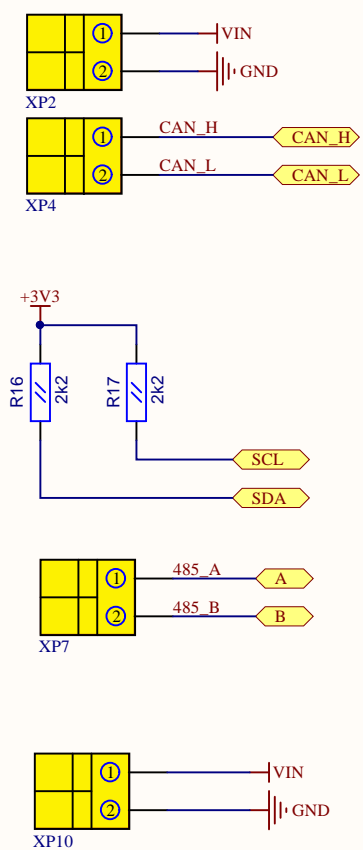 1 VIN
2 GND
XP2
1 CAN_H CAN_H
2 CAN_L CAN_L
XP4
+3V3
R16 2k2 R17 2k2
SCL
SDA
1 485_A A
2 485_B B
XP7
1 VIN
2 GND
XP10